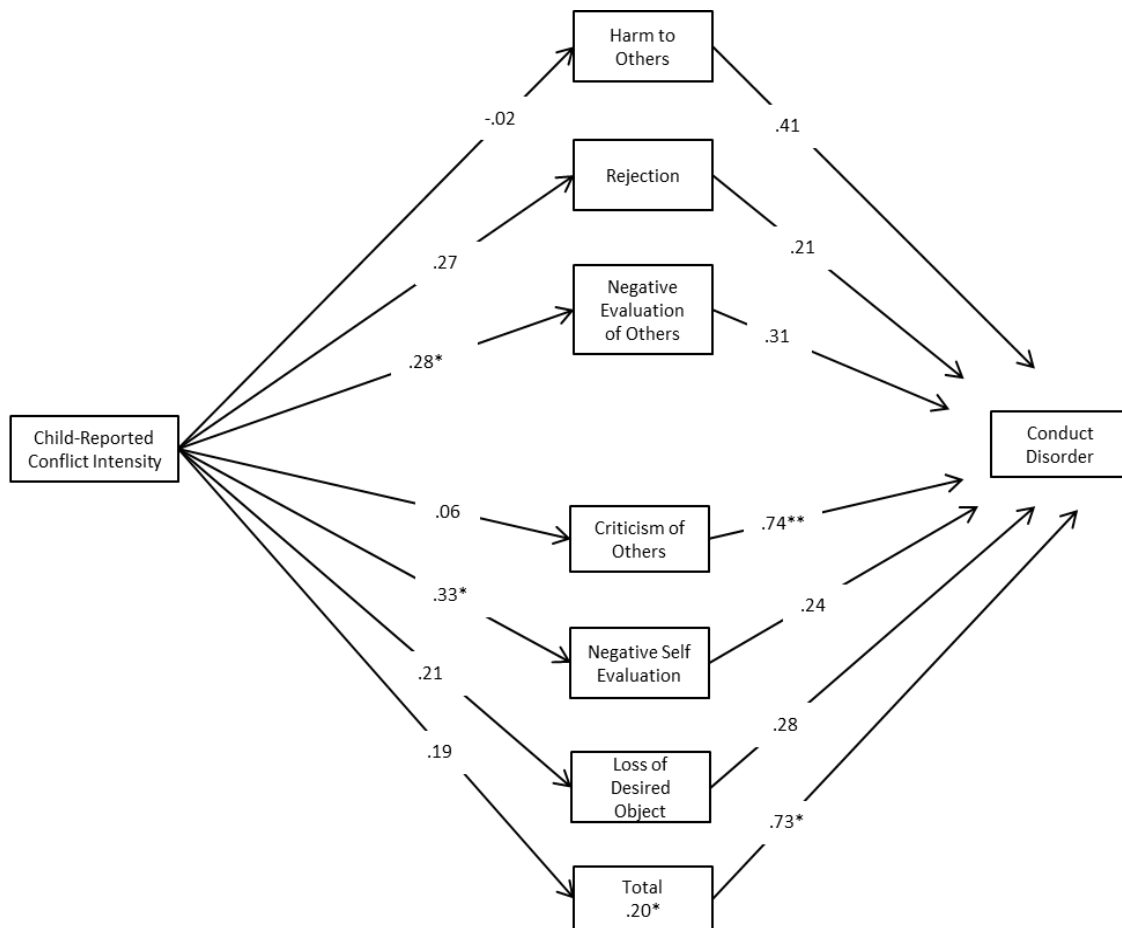 Harm to
Others
-.02
.41
Rejection
.27
.21
Negative
Evaluation
of Others
.28*
.31
Child-Reported
Conflict Intensity
Conduct
Disorder
.06
Criticism of
Others
.74**
.33*
Negative Self
Evaluation
.24
.21
Loss of
Desired
Object
.28
.19
.73*
Total
.20*